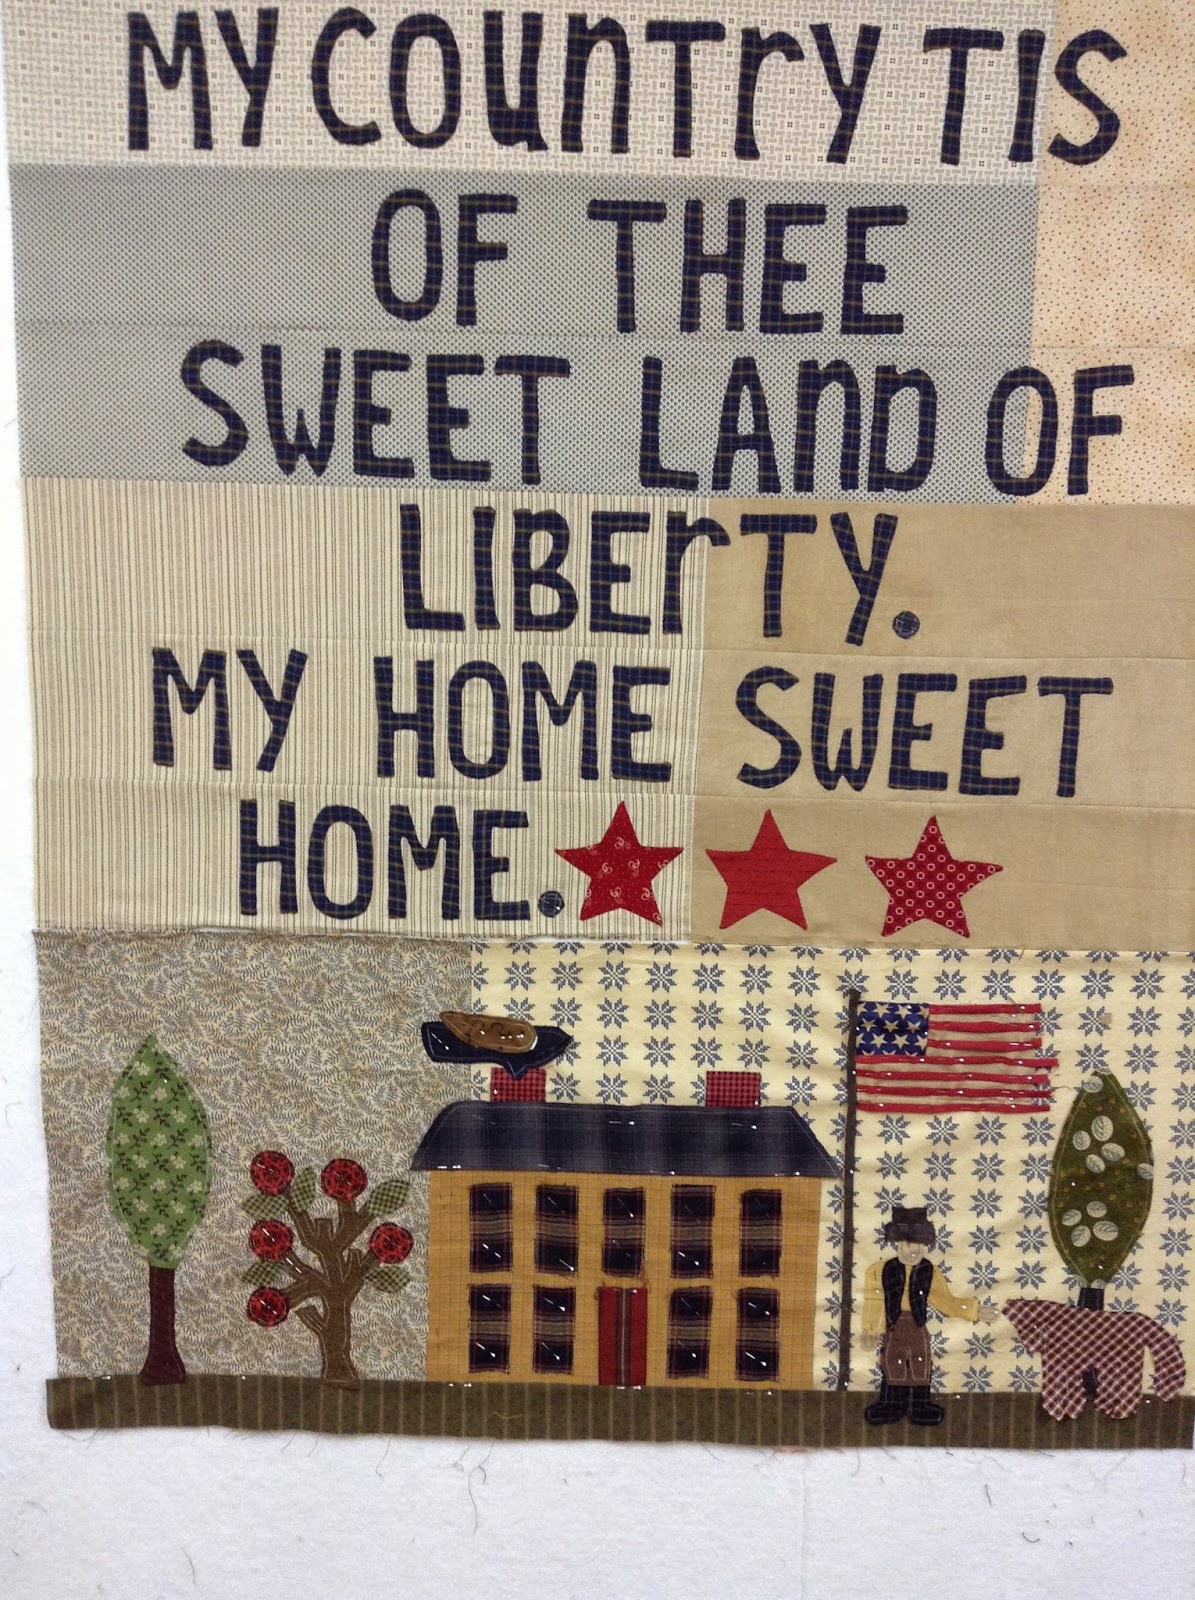 MY COUnTrY TIS
OF THEE
SWEET LAnD OF
LIBErTY.
MY HOME SWEET
HOME.